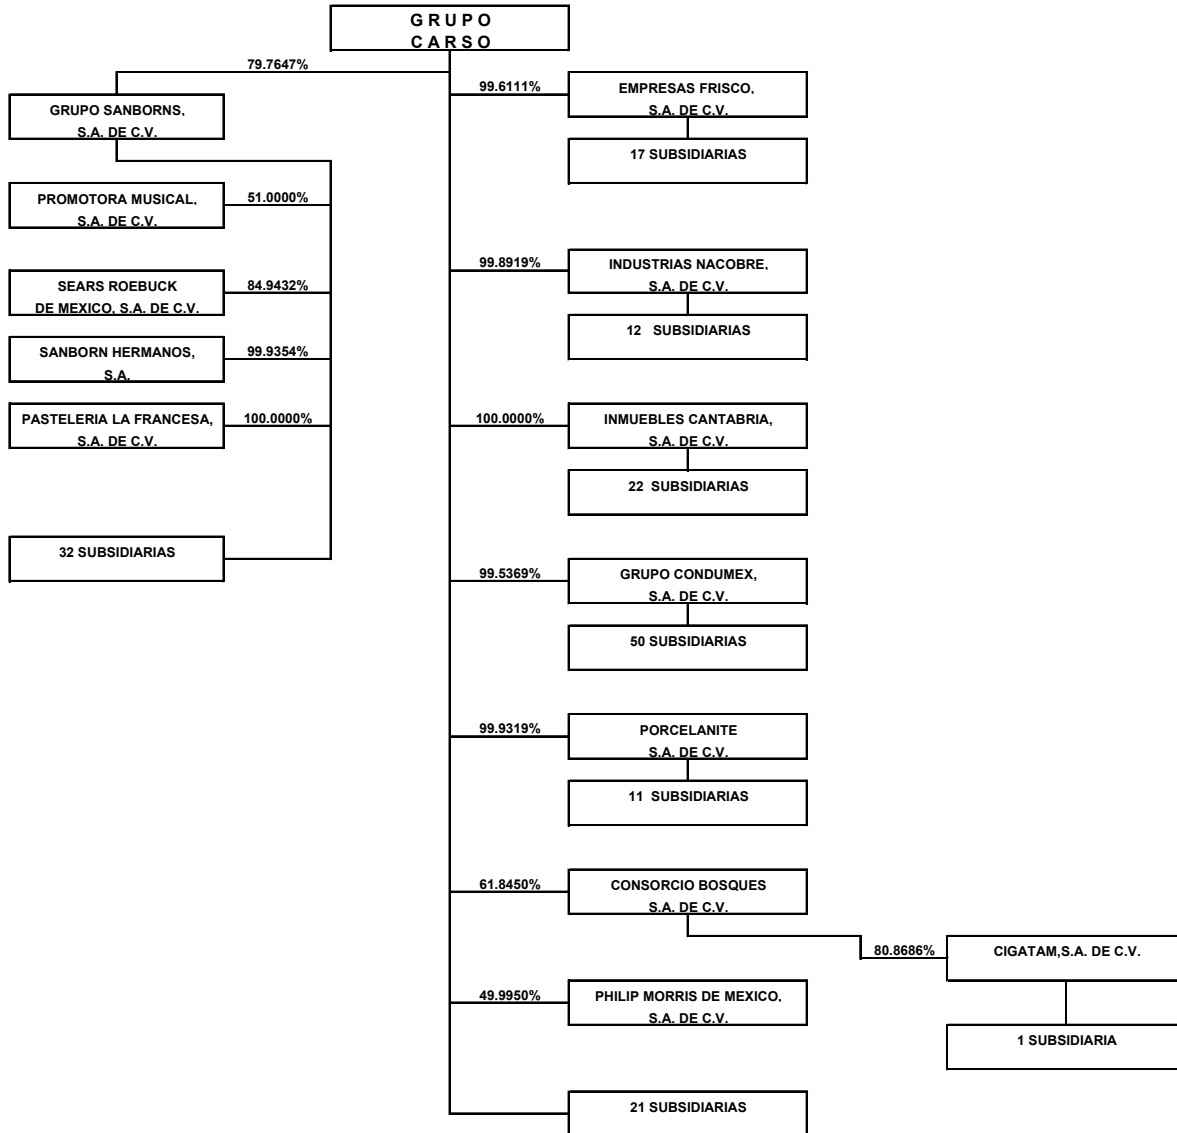 GRUPO
CARSO
79.7647%
GRUPO SANBORNS,
S.A. DE C.V.
PROMOTORA MUSICAL,
S.A. DE C.V.
51.0000%
SEARS ROEBUCK
DE MEXICO, S.A. DE C.V.
84.9432%
SANBORN HERMANOS,
S.A.
99.9354%
PASTELERIA LA FRANCESA,
S.A. DE C.V.
100.0000%
32 SUBSIDIARIAS
99.6111%
EMPRESAS FRISCO,
S.A. DE C.V.
17 SUBSIDIARIAS
99.8919%
INDUSTRIAS NACOBRE,
S.A. DE C.V.
12 SUBSIDIARIAS
100.0000%
INMUEBLES CANTABRIA,
S.A. DE C.V.
22 SUBSIDIARIAS
99.5369%
GRUPO CONDUMEX,
S.A. DE C.V.
50 SUBSIDIARIAS
99.9319%
PORCELANITE
S.A. DE C.V.
11 SUBSIDIARIAS
61.8450%
CONSORCIO BOSQUES
S.A. DE C.V.
80.8686%
CIGATAM,S.A. DE C.V.
1 SUBSIDIARIA
49.9950%
PHILIP MORRIS DE MEXICO,
S.A. DE C.V.
21 SUBSIDIARIAS